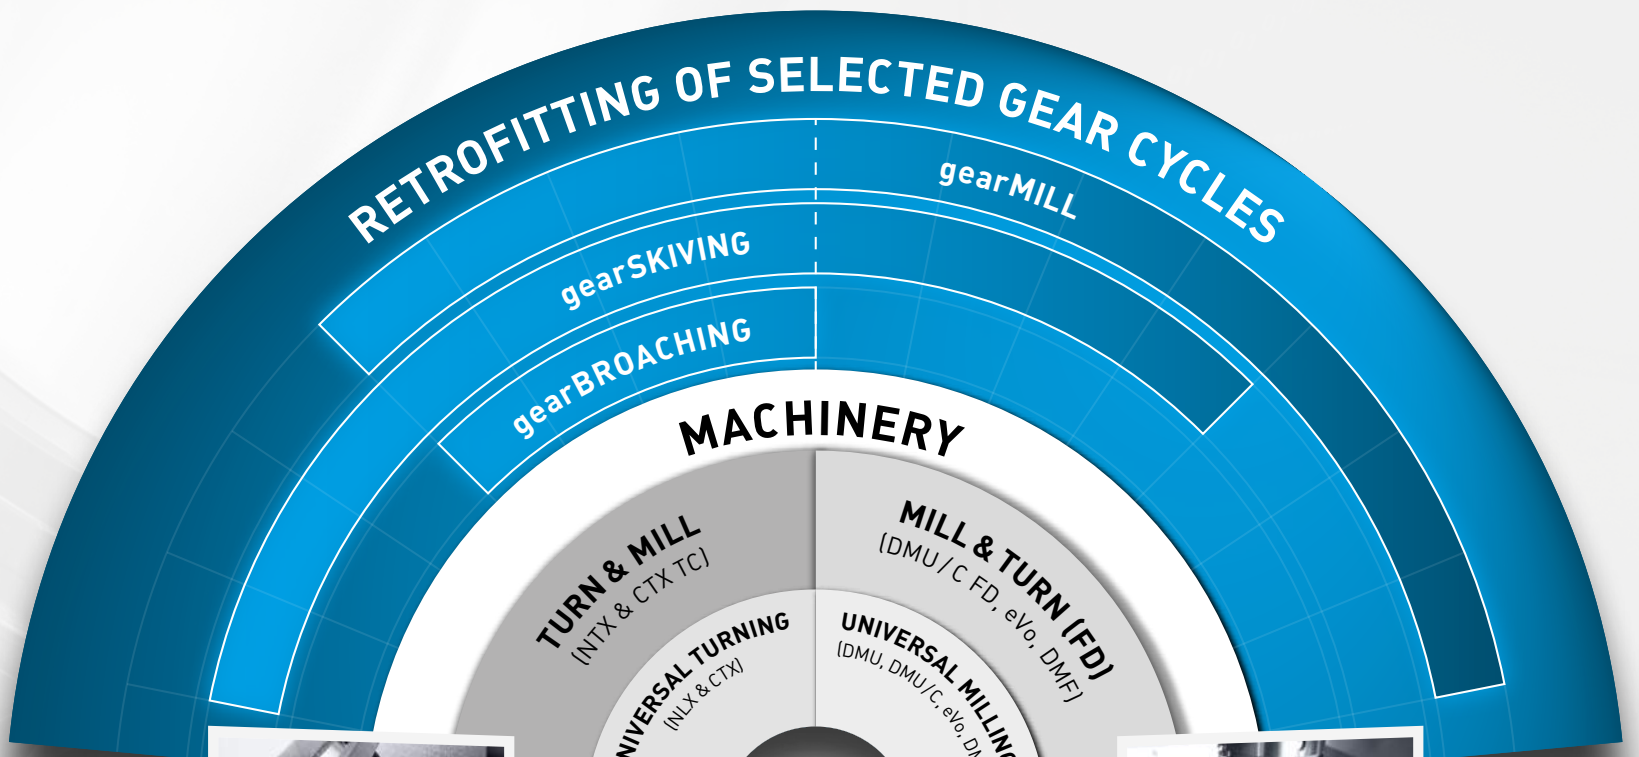 RETROFITTING OF SELECTED GEAR CYCLES
gearMILL
gearSKIVING
gearBROACHING
MACHINERY
TURN & MILL
(NTX & CTX TC)
MILL & TURN (FD)
(DMU/C FD, eVo, DMF)
NIVERSAL TURNING
(NLX & CTX)
UNIVERSAL MILLING
(DMU, DMU/C, eVo,